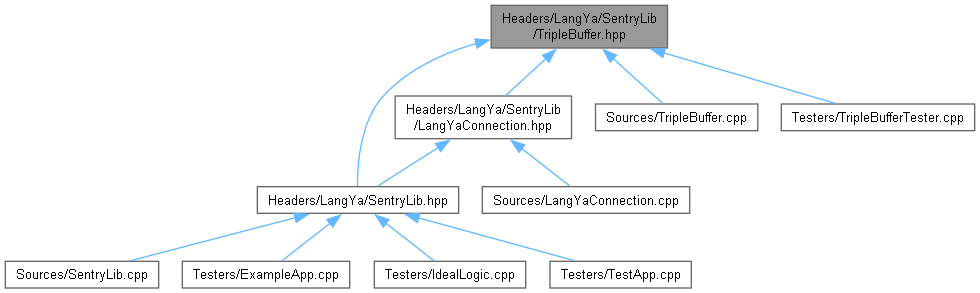 Headers/LangYa/SentryLib
/TripleBuffer.hpp
Headers/LangYa/SentryLib
/LangYaConnection.hpp
Sources/TripleBuffer.cpp
Testers/TripleBufferTester.cpp
Headers/LangYa/SentryLib.hpp
Sources/LangYaConnection.cpp
Sources/SentryLib.cpp
Testers/ExampleApp.cpp
Testers/IdealLogic.cpp
Testers/TestApp.cpp